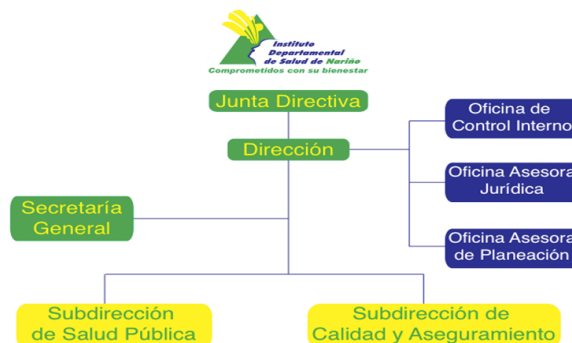 Instituto
Departamental
de Salud de Nariño
Comprometidos con su bienestar
Junta Directiva
Dirección
Oficina de
Control Interno
Oficina Asesora
Jurídica
Oficina Asesora
de Planeación
Secretaría
General
Subdirección
de Salud Pública
Subdirección de
Calidad y Aseguramiento